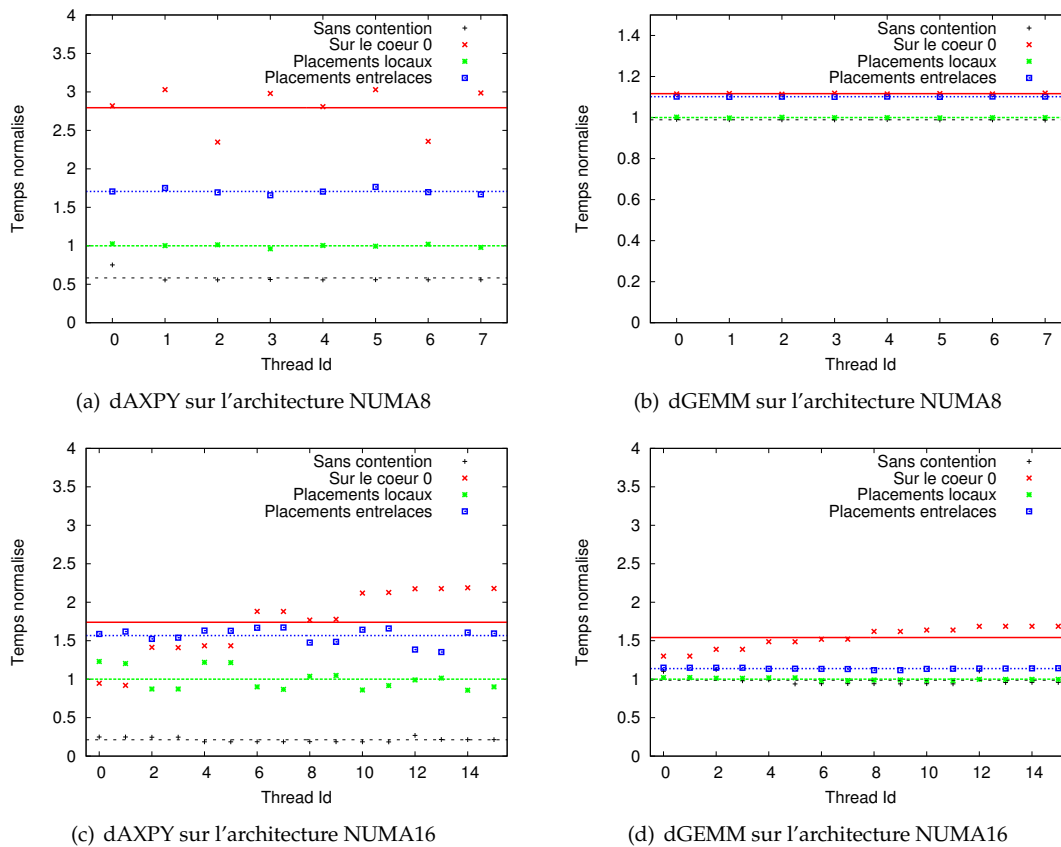 4
3.5
3
2.5
2
1.5
1
0.5
0
Temps normalise
Sans contention
Sur le coeur 0
Placements locaux
Placements entrelaces
0 1 2 3 4 5 6 7
Thread Id
(a) dAXPY sur l'architecture NUMA8
1.4
1.2
1
0.8
0.6
0.4
0.2
0
Temps normalise
Sans contention
Sur le coeur 0
Placements locaux
Placements entrelaces
0 1 2 3 4 5 6 7
Thread Id
(b) dGEMM sur l'architecture NUMA8
4
3.5
3
2.5
2
1.5
1
0.5
0
Temps normalise
Sans contention
Sur le coeur 0
Placements locaux
Placements entrelaces
0 2 4 6 8 10 12 14
Thread Id
(c) dAXPY sur l'architecture NUMA16
4
3.5
3
2.5
2
1.5
1
0.5
0
Temps normalise
Sans contention
Sur le coeur 0
Placements locaux
Placements entrelaces
0 2 4 6 8 10 12 14
Thread Id
(d) dGEMM sur l'architecture NUMA16